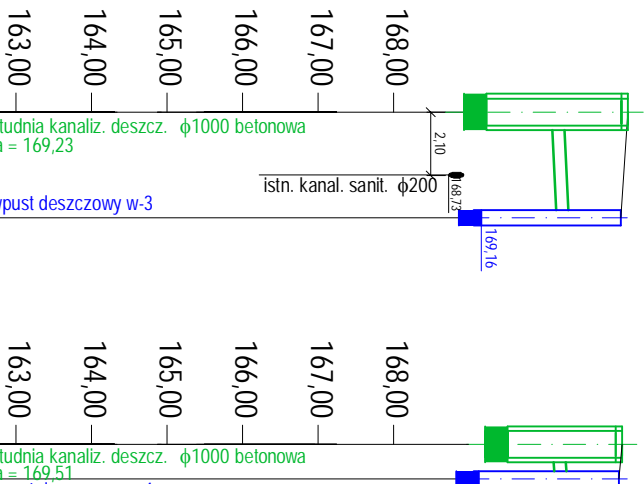 163,00 164,00 165,00 166,00 167,00 168,00
tudnia kanaliz. deszcz. ϕ1000 betonowa
a = 169,23
2,10
istn. kanal. sanit. ϕ200
168,73
wpust deszczowy w-3
169,16
163,00 164,00 165,00 166,00 167,00 168,00
tudnia kanaliz. deszcz. ϕ1000 betonowa
a = 169,51